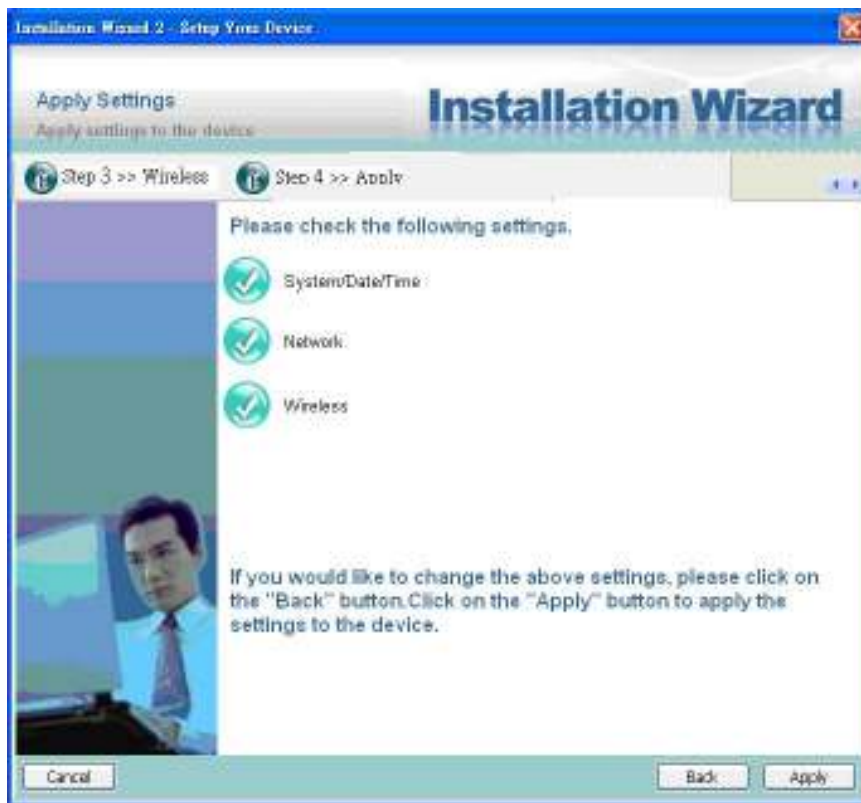 Installation Wizard 2 - Setup Your Device
Apply Settings
Installation Wizard
Apply settings to the device
Step 3 >> Wireless
Step 4 >> Apply
Please check the following settings.
System/Date/Time
Network
Wireless
If you would like to change the above settings, please click on
the "Back" button.Click on the "Apply" button to apply the
settings to the device.
Cancel
Back
Apply